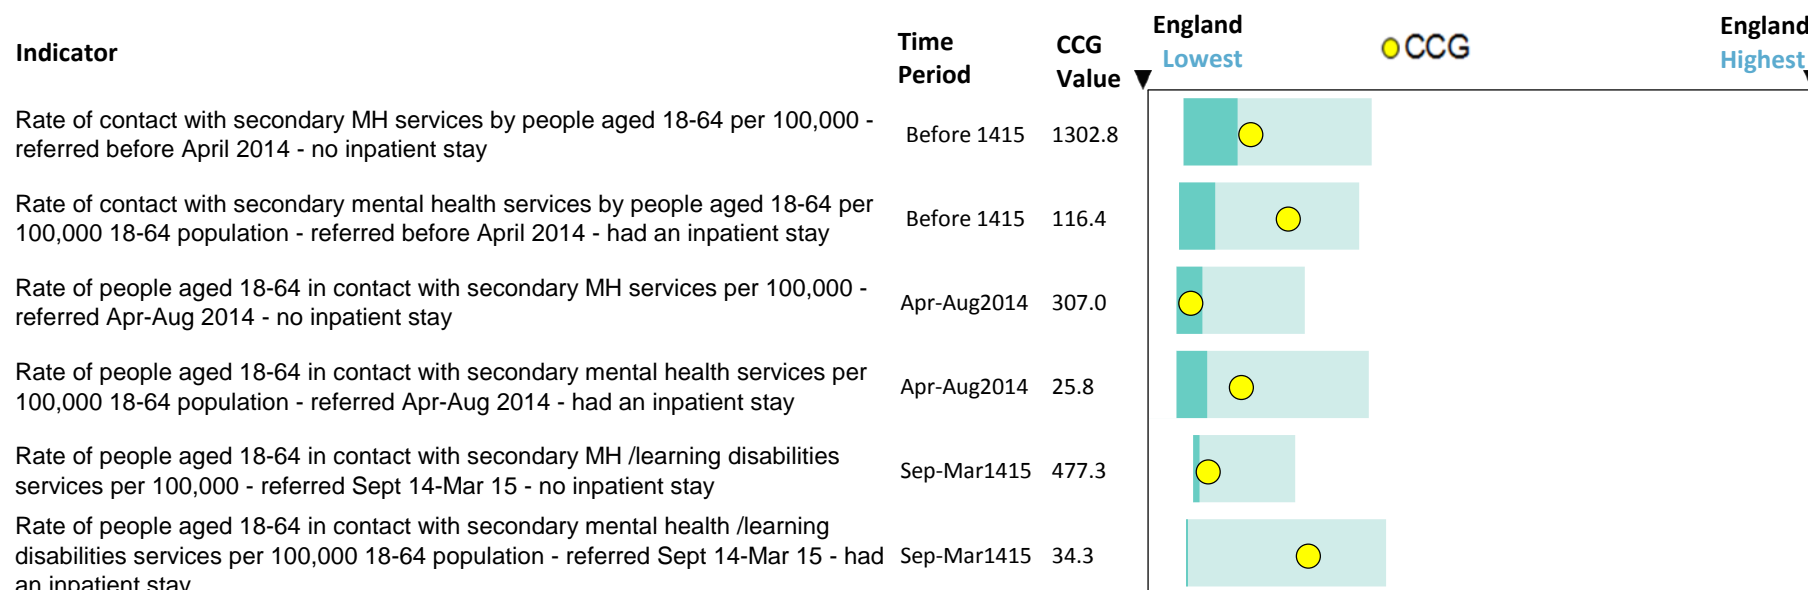 Indicator
Time Period
CCG Value
England Lowest
CCG
England Highest
Rate of contact with secondary MH services by people aged 18-64 per 100,000 -
referred before April 2014 - no inpatient stay
Before 1415 1302.8
Rate of contact with secondary mental health services by people aged 18-64 per
100,000 18-64 population - referred before April 2014 - had an inpatient stay
Before 1415 116.4
Rate of people aged 18-64 in contact with secondary MH services per 100,000 -
referred Apr-Aug 2014 - no inpatient stay
Apr-Aug2014 307.0
Rate of people aged 18-64 in contact with secondary mental health services per
100,000 18-64 population - referred Apr-Aug 2014 - had an inpatient stay
Apr-Aug2014 25.8
Rate of people aged 18-64 in contact with secondary MH /learning disabilities
services per 100,000 - referred Sept 14-Mar 15 - no inpatient stay
Sep-Mar1415 477.3
Rate of people aged 18-64 in contact with secondary mental health /learning
disabilities services per 100,000 18-64 population - referred Sept 14-Mar 15 - had
an inpatient stay
Sep-Mar1415 34.3